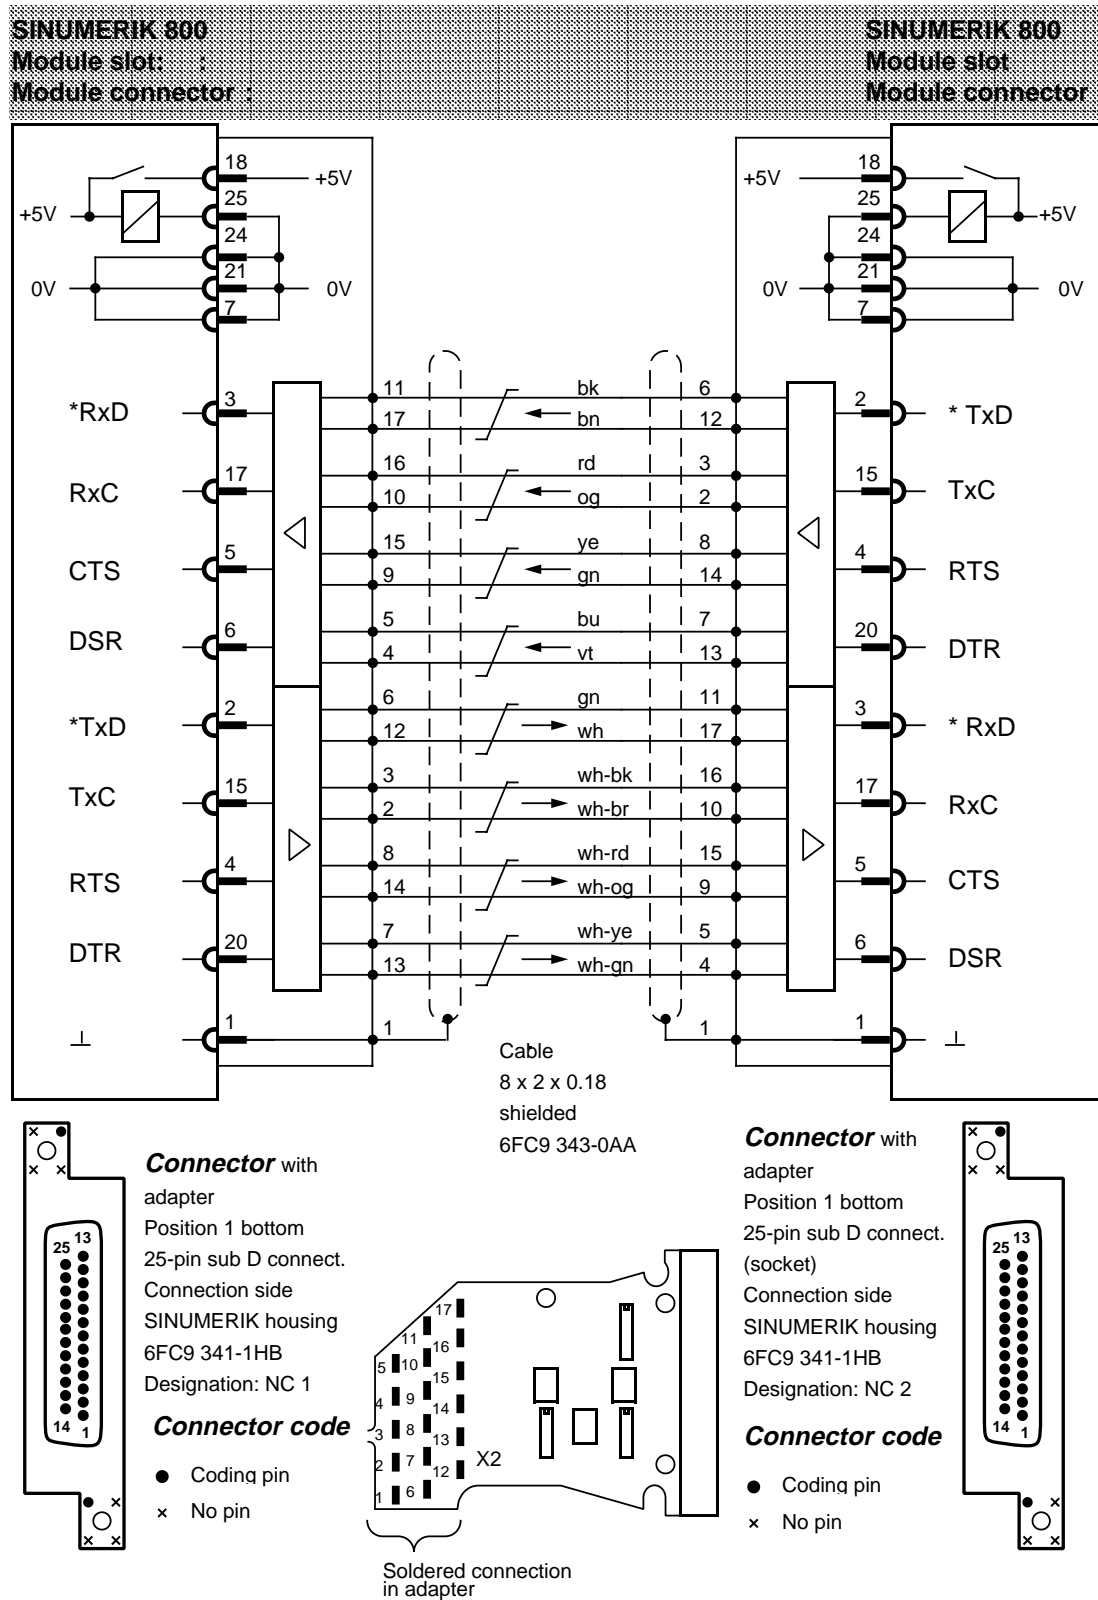 SINUMERIK 800 SINUMERIK 800
Module slot: : Module slot
Module connector : Module connector
18 +5V +5V 18
+5V 25 25 +5V
24 24
0V 21 0V 0V 21 0V
7 7
*RxD 3 11 bk 6 2 * TxD
17 bn 12
RxC 17 16 rd 3 15 TxC
10 og 2
CTS 5 15 ye 8 4 RTS
9 gn 14
DSR 6 5 bu 7 20 DTR
4 vt 13
*TxD 2 6 gn 11 3 * RxD
12 wh 17
TxC 15 3 wh-bk 16 17 RxC
2 wh-br 10
RTS 4 8 wh-rd 15 5 CTS
14 wh-og 9
DTR 20 7 wh-ye 5 6 DSR
13 wh-gn 4
1 1 1 1
Cable
8 x 2 x 0.18
shielded
6FC9 343-0AA
25 13
14 1
Connector with
adapter
Position 1 bottom
25-pin sub D connect.
Connection side
SINUMERIK housing
6FC9 341-1HB
Designation: NC 1
Connector code
● Coding pin
× No pin
17
11 16
5 10 15
4 9 14
3 8 13
2 7 12
1 6
X2
Soldered connection
in adapter
Connector with
adapter
Position 1 bottom
25-pin sub D connect.
(socket)
Connection side
SINUMERIK housing
6FC9 341-1HB
Designation: NC 2
Connector code
● Coding pin
× No pin
25 13
14 1